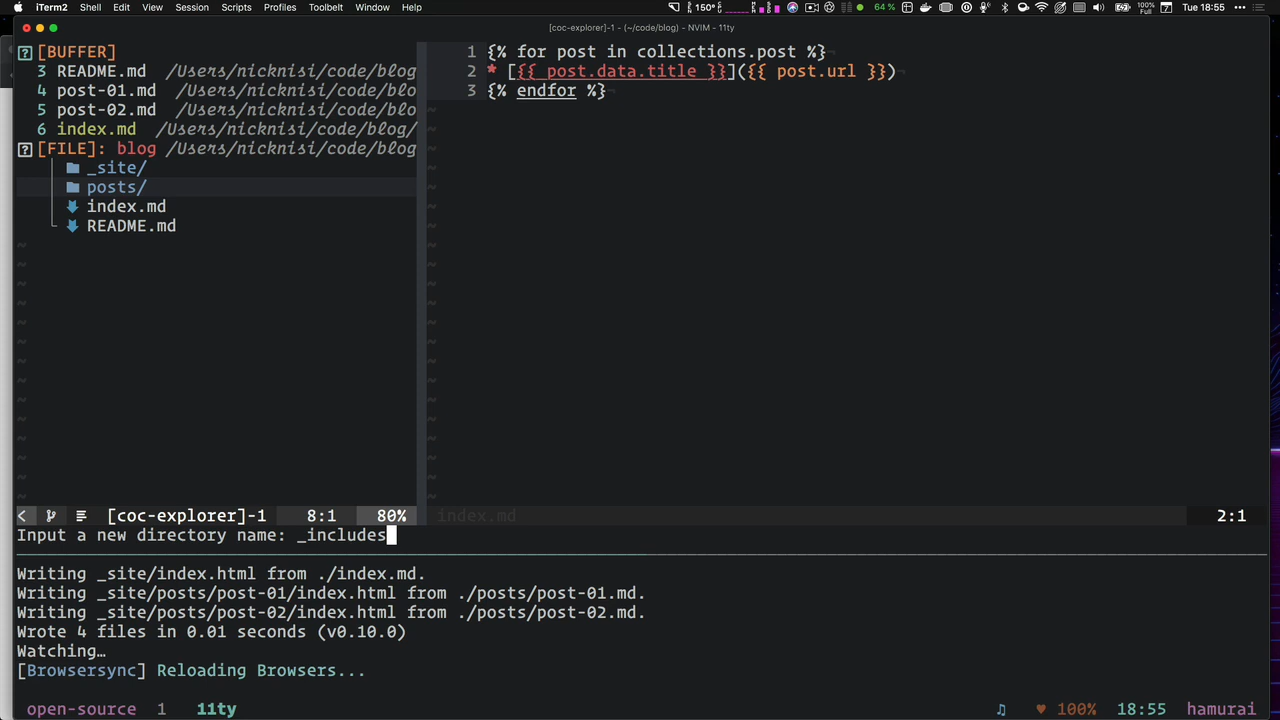 iTerm2 Shell Edit View Session Scripts Profiles Toolbelt Window Help 150° 64 % 100% Full 7 Tue 18:55
[coc-explorer]-1 - (~/code/blog) - NVIM - 11ty
[BUFFER]
3 README.md /Users/nicknisi/code/blog
4 post-01.md /Users/nicknisi/code/blo
5 post-02.md /Users/nicknisi/code/blo
6 index.md /Users/nicknisi/code/blog/
[FILE]: blog /Users/nicknisi/code/blog
_site/
posts/
index.md
README.md
1 {% for post in collections.post %}¬
2 * [{{ post.data.title }}]({{ post.url }})¬
3 {% endfor %}¬
[coc-explorer]-1 8:1 80% index.md 2:1
Input a new directory name: _includes
Writing _site/index.html from ./index.md.
Writing _site/posts/post-01/index.html from ./posts/post-01.md.
Writing _site/posts/post-02/index.html from ./posts/post-02.md.
Wrote 4 files in 0.01 seconds (v0.10.0)
Watching…
[Browsersync] Reloading Browsers...
open-source 1 11ty ♫ ♥ 100% 18:55 hamurai